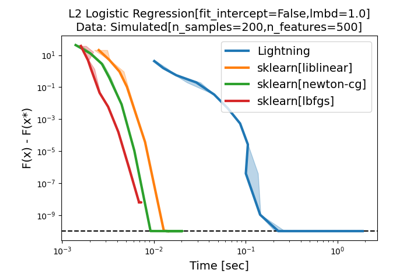 L2 Logistic Regression[fit_intercept=False,lmbd=1.0]
Data: Simulated[n_samples=200,n_features=500]
Lightning
sklearn[liblinear]
sklearn[newton-cg]
sklearn[lbfgs]
F(x) - F(x*)
10¹
10⁻¹
10⁻³
10⁻⁵
10⁻⁷
10⁻⁹
10⁻³
10⁻²
10⁻¹
10⁰
Time [sec]